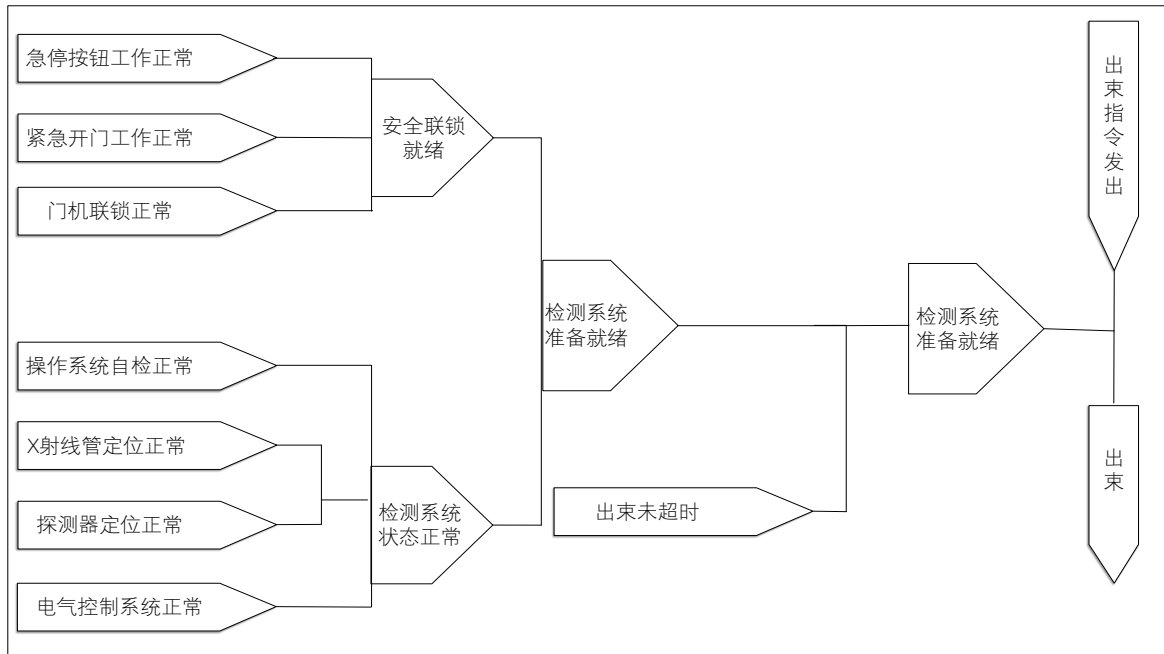 急停按钮工作正常
紧急开门工作正常
门机联锁正常
安全联锁
就绪
操作系统自检正常
X射线管定位正常
探测器定位正常
电气控制系统正常
检测系统
状态正常
检测系统
准备就绪
出束未超时
检测系统
准备就绪
出束指令发出
出束